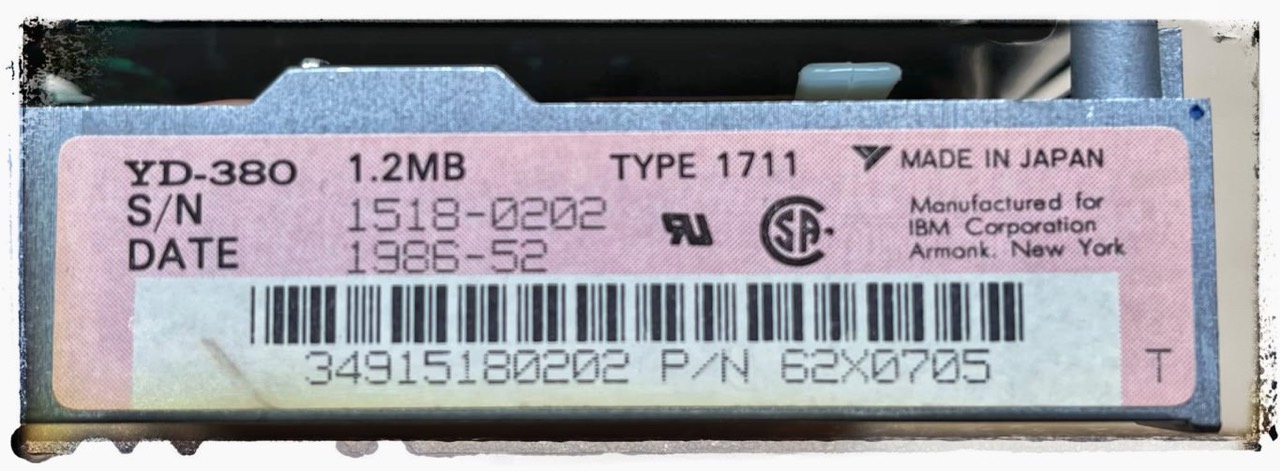 YD-380 1.2MB TYPE 1711 MADE IN JAPAN
S/N 1518-0202
DATE 1986-52
Manufactured for
IBM Corporation
Armonk, New York
34915180202 P/N 62X0705
T